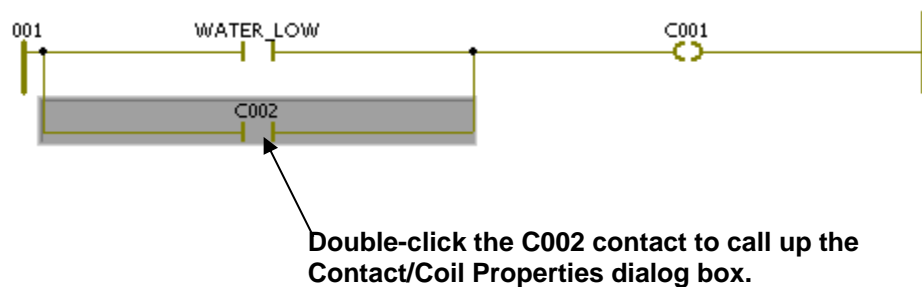 001 WATER_LOW C001
C002
Double-click the C002 contact to call up the
Contact/Coil Properties dialog box.